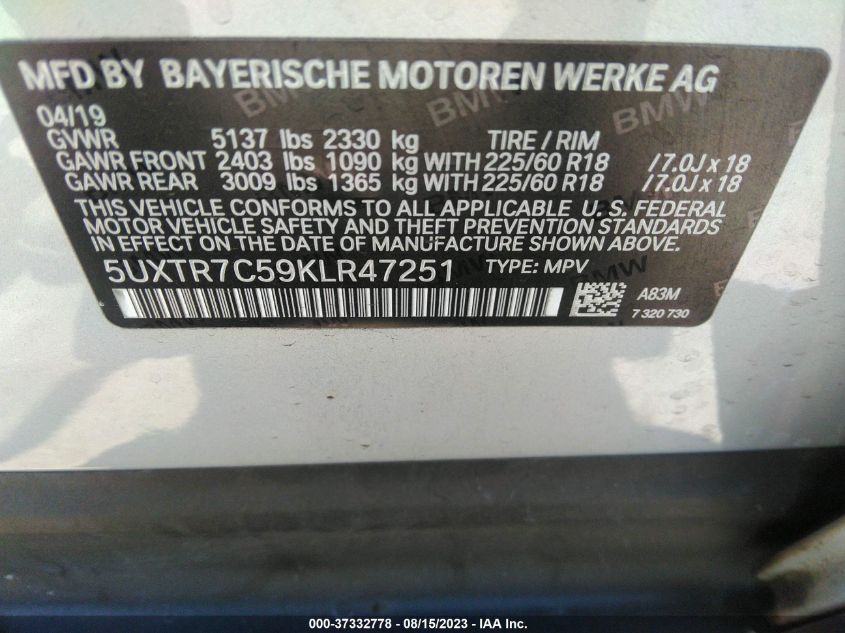 MFD BY BAYERISCHE MOTOREN WERKE AG
04/19
GVWR 5137 lbs 2330 kg TIRE / RIM
GAWR FRONT 2403 lbs 1090 kg WITH 225/60 R18 /7.0J x 18
GAWR REAR 3009 lbs 1365 kg WITH 225/60 R18 /7.0J x 18
THIS VEHICLE CONFORMS TO ALL APPLICABLE U. S. FEDERAL
MOTOR VEHICLE SAFETY AND THEFT PREVENTION STANDARDS
IN EFFECT ON THE DATE OF MANUFACTURE SHOWN ABOVE.
5UXTR7C59KLR47251 TYPE: MPV
A83M
7 320 730
000-37332778 - 08/15/2023 - IAA Inc.